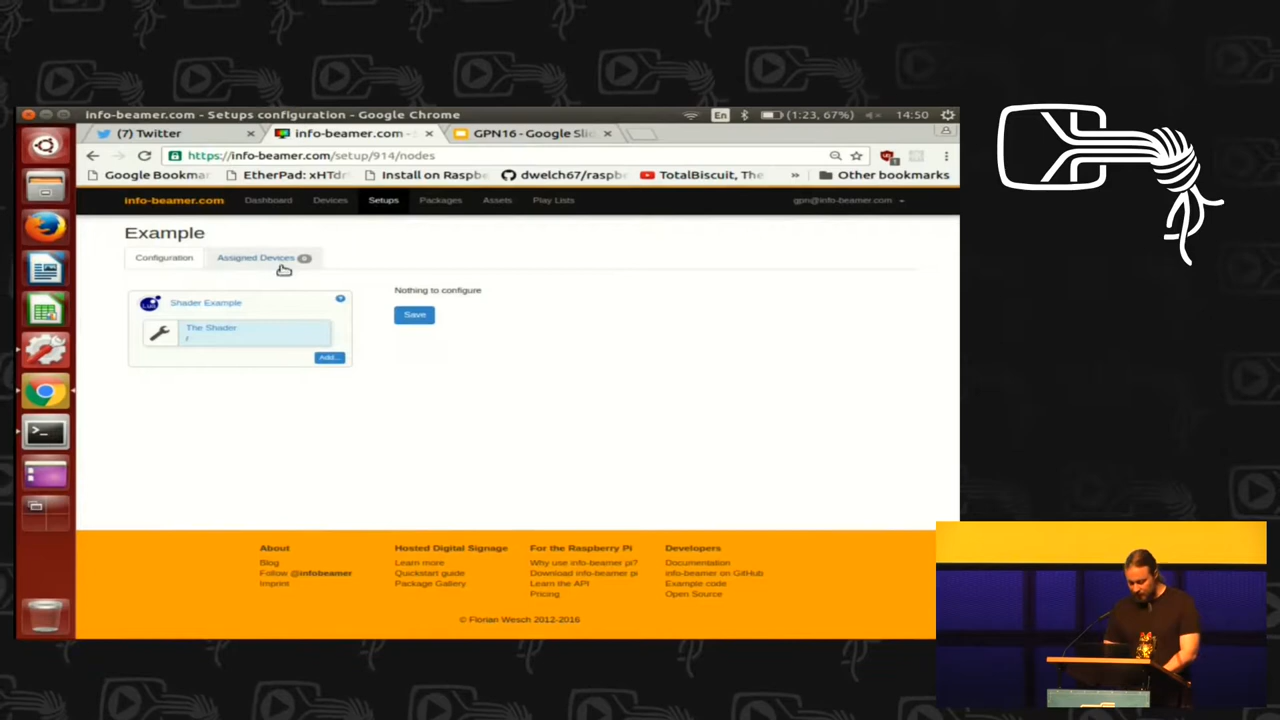 info-beamer.com - Setups configuration - Google Chrome
En
(1:23, 67%)
14:50
(7) Twitter
info-beamer.com -
GPN16 - Google Slid
https://info-beamer.com/setup/914/nodes
Google Bookmar
EtherPad: xHTdr
Install on Raspb
dwelch67/raspb
TotalBiscuit, The
»
Other bookmarks
info-beamer.com
Dashboard
Devices
Setups
Packages
Assets
Play Lists
gpn@info-beamer.com
Example
Configuration
Assigned Devices 0
Shader Example
?
The Shader
/
Add...
Nothing to configure
Save
About
Blog
Follow @infobeamer
Imprint
Hosted Digital Signage
Learn more
Quickstart guide
Package Gallery
For the Raspberry Pi
Why use info-beamer pi?
Download info-beamer pi
Learn the API
Pricing
Developers
Documentation
info-beamer on GitHub
Example code
Open Source
© Florian Wesch 2012-2016